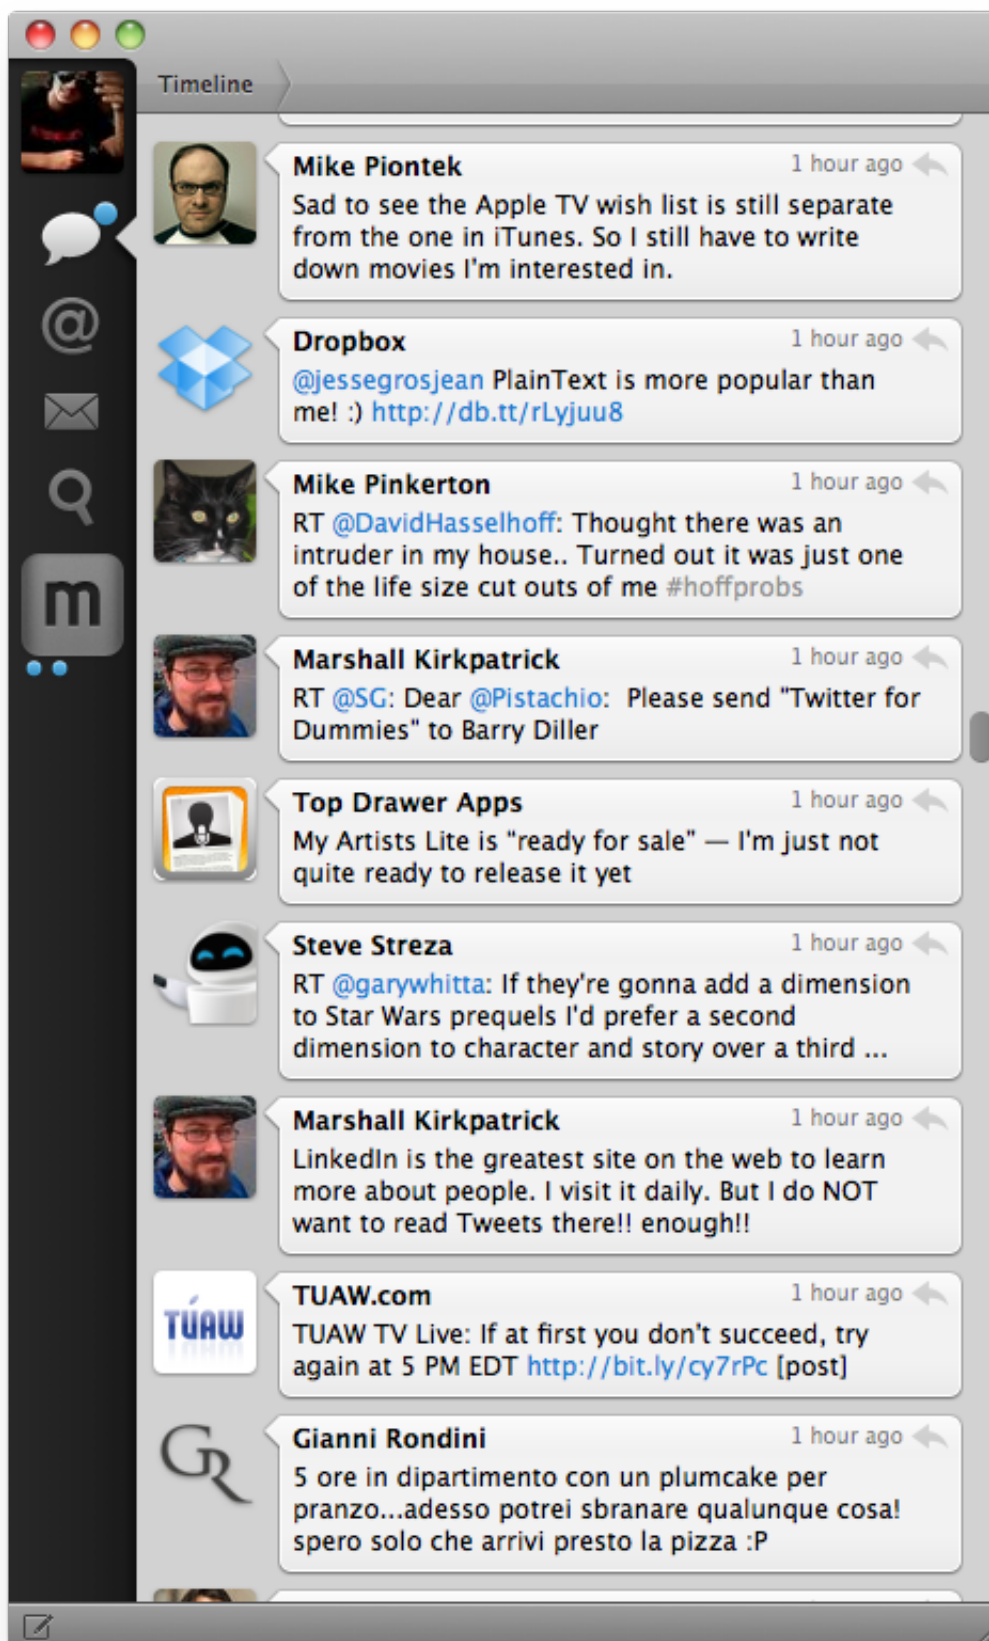 Timeline
Mike Piontek 1 hour ago
Sad to see the Apple TV wish list is still separate
from the one in iTunes. So I still have to write
down movies I'm interested in.
Dropbox 1 hour ago
@jessegrosjean PlainText is more popular than
me! :) http://db.tt/rLyjuu8
Mike Pinkerton 1 hour ago
RT @DavidHasselhoff: Thought there was an
intruder in my house.. Turned out it was just one
of the life size cut outs of me #hoffprobs
m
Marshall Kirkpatrick 1 hour ago
RT @SG: Dear @Pistachio:  Please send "Twitter for
Dummies" to Barry Diller
Top Drawer Apps 1 hour ago
My Artists Lite is “ready for sale” — I'm just not
quite ready to release it yet
Steve Streza 1 hour ago
RT @garywhitta: If they're gonna add a dimension
to Star Wars prequels I'd prefer a second
dimension to character and story over a third ...
Marshall Kirkpatrick 1 hour ago
LinkedIn is the greatest site on the web to learn
more about people. I visit it daily. But I do NOT
want to read Tweets there!! enough!!
TUAW
TUAW.com 1 hour ago
TUAW TV Live: If at first you don't succeed, try
again at 5 PM EDT http://bit.ly/cy7rPc [post]
GR
Gianni Rondini 1 hour ago
5 ore in dipartimento con un plumcake per
pranzo...adesso potrei sbranare qualunque cosa!
spero solo che arrivi presto la pizza :P